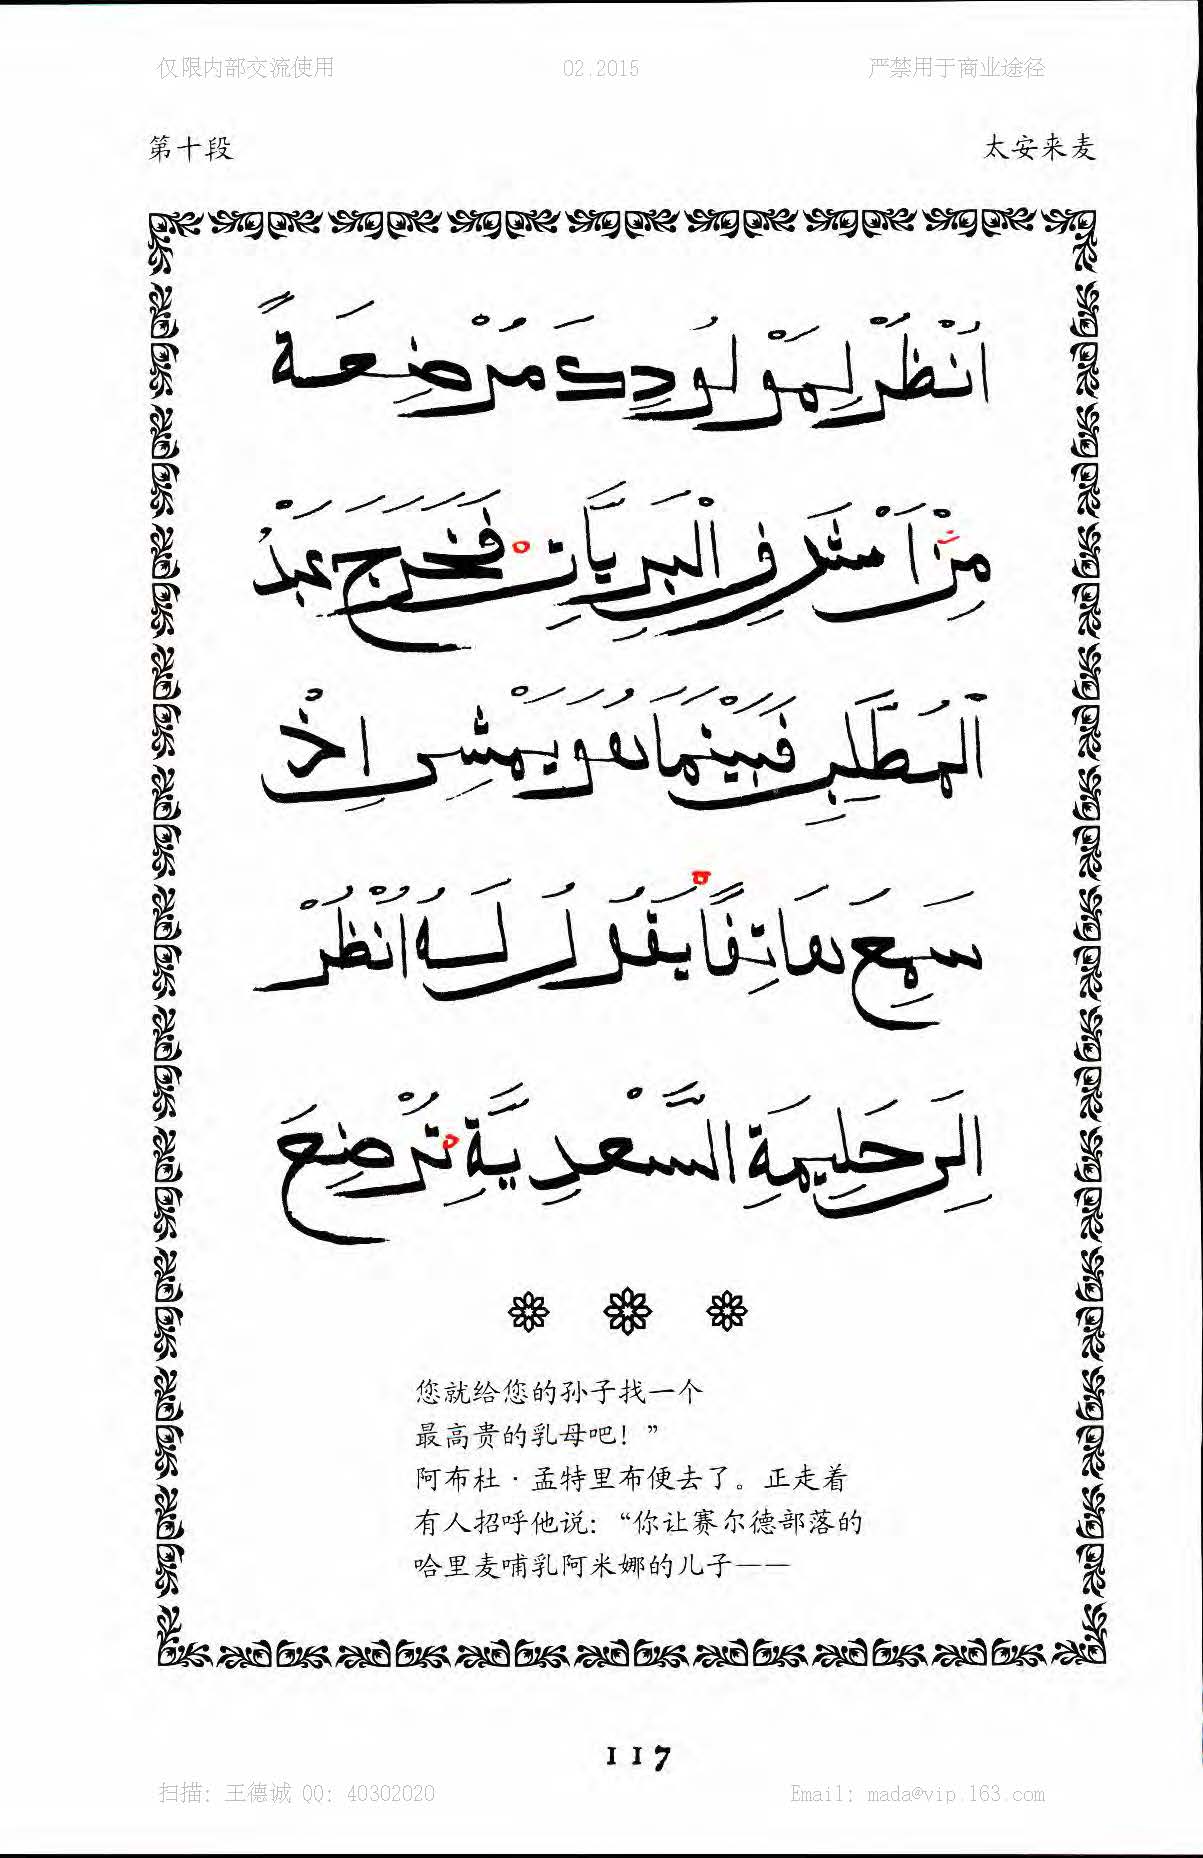 仅限内部交流使用 02.2015 严禁用于商业途径
第十段 太安来麦
اُنْظُرْ لِمَوْلُودِكَ مُرْضِعَةً
مِنْ اَشْرَفِ الْبَرِيَّاتِ فَخَرَجَ عَبْدُ
الْمُطَّلِبِ فَبَيْنَمَا هُوَ يَمْشِي اِذْ
سَمِعَ هَاتِفًا يَقُولُ لَهُ اُنْظُرْ
اِلَى حَلِيمَةِ السَّعْدِيَّةِ تُرْضِعَ
您就给您的孙子找一个
最高贵的乳母吧！”
阿布杜·孟特里布便去了。正走着
有人招呼他说：“你让赛尔德部落的
哈里麦哺乳阿米娜的儿子——
117
扫描: 王德诚 QQ: 40302020 Email: mada@vip.163.com